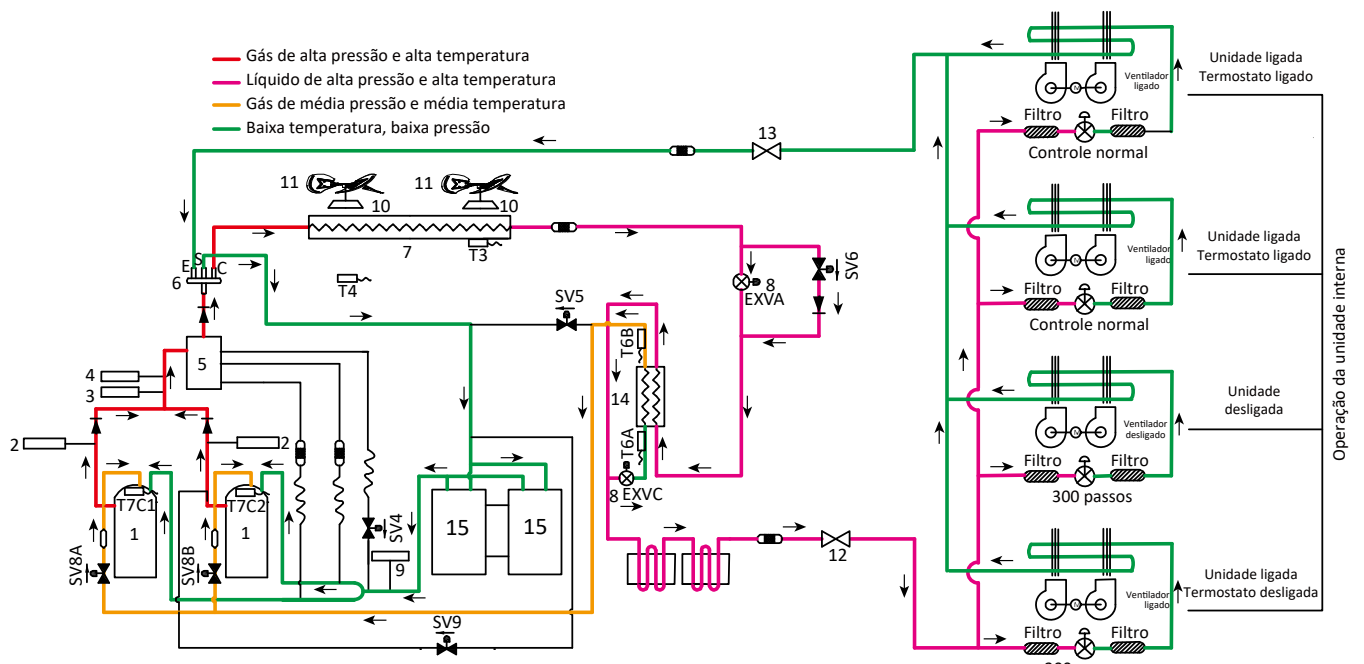 Gás de alta pressão e alta temperatura
Líquido de alta pressão e alta temperatura
Gás de média pressão e média temperatura
Baixa temperatura, baixa pressão
13
11
11
10
10
7
T3
T4
E
S
C
6
5
4
3
2
2
T7C1
T7C2
1
1
SV8A
SV8B
SV4
9
SV9
15
15
SV5
T6B
14
T6A
8
EXVC
8
EXVA
SV6
12
M
Ventilador
ligado
Filtro
Filtro
Controle normal
Unidade ligada
Termostato ligado
M
Ventilador
ligado
Filtro
Filtro
Controle normal
Unidade ligada
Termostato ligado
M
Ventilador
desligado
Filtro
Filtro
300 passos
Unidade
desligada
M
Ventilador
ligado
Filtro
Filtro
Unidade ligada
Termostato desligada
Operação da unidade interna